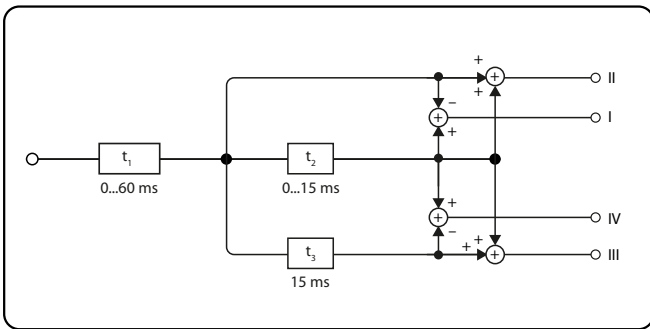 +
+ II
+
−
+ I
+
t₁
0...60 ms
t₂
0...15 ms
+
+ IV
−
+
+
+ III
t₃
15 ms